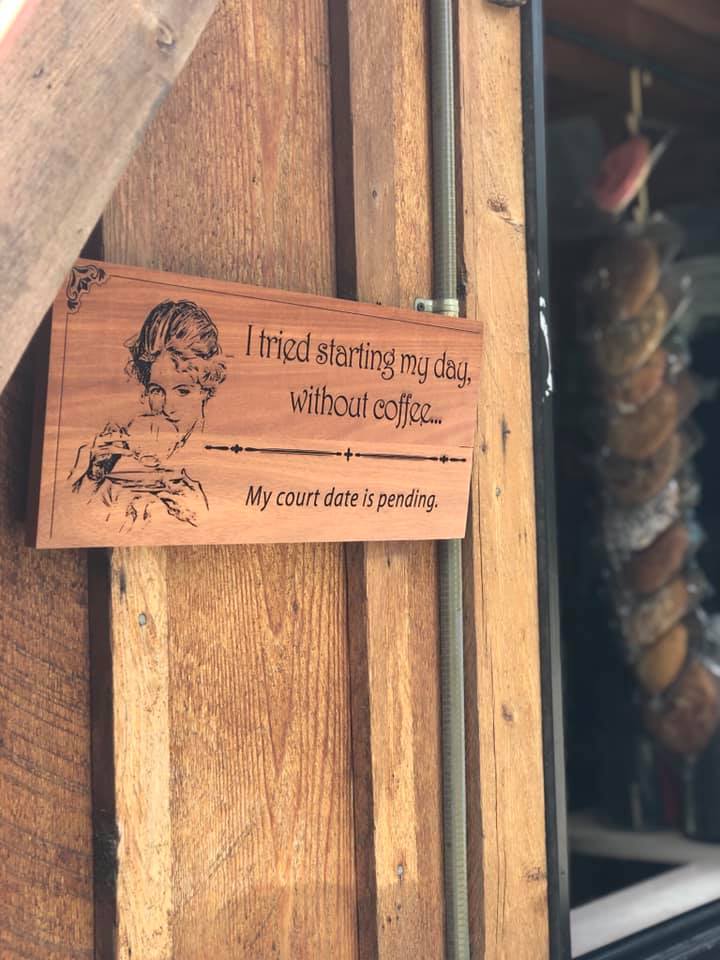 I tried starting my day,
without coffee...
My court date is pending.